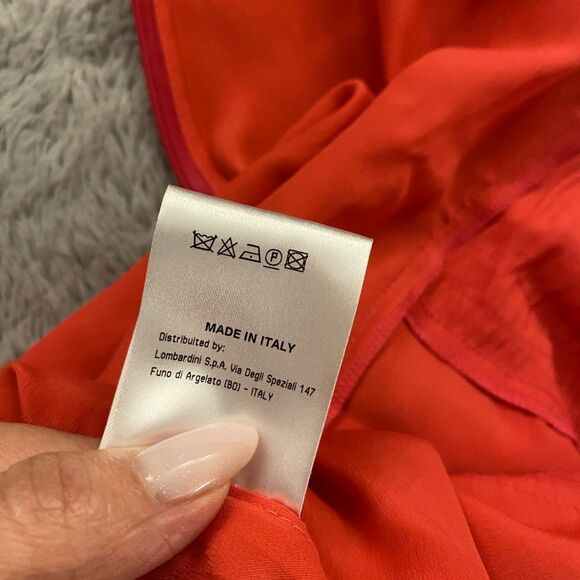 P
MADE IN ITALY
Distributed by:
Lombardini S.p.A. Via Degli Speziali 147
Funo di Argelato (BO) - ITALY